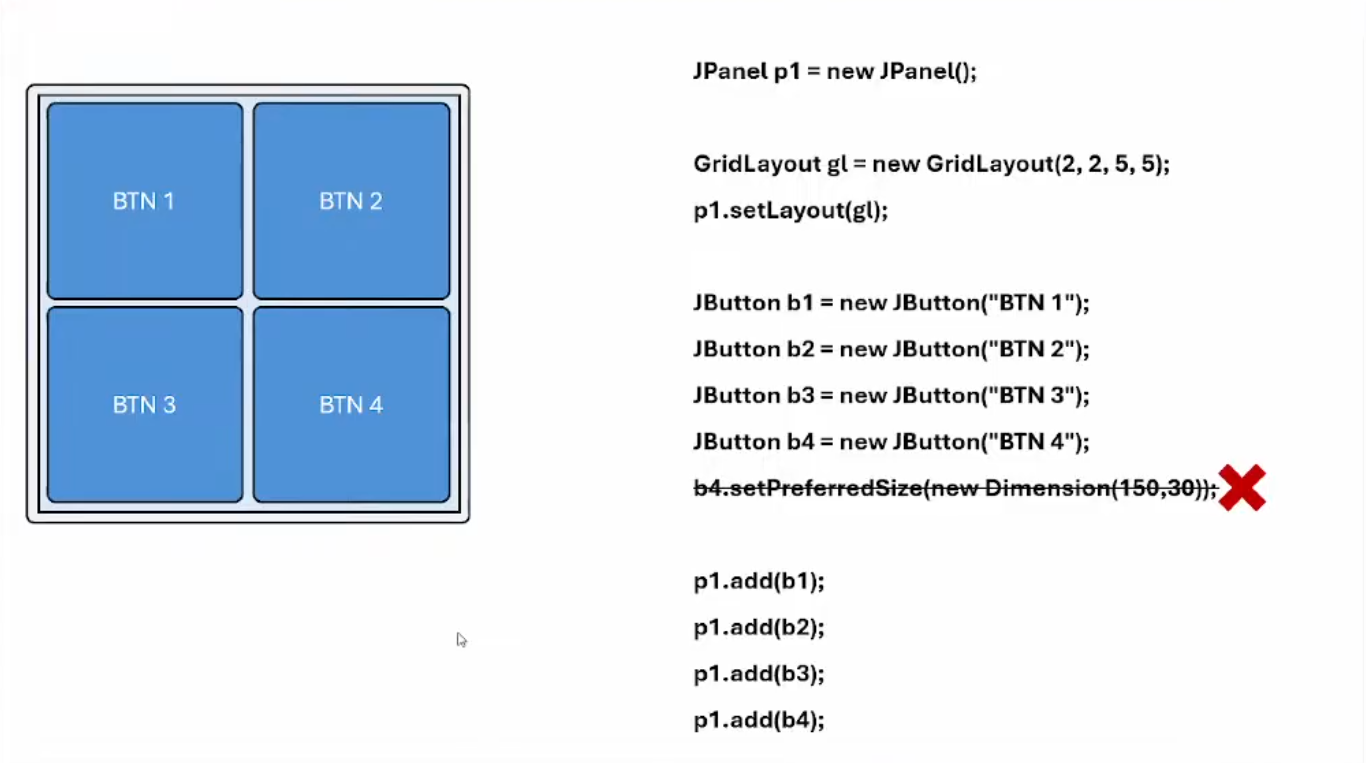 BTN 1
BTN 2
BTN 3
BTN 4
JPanel p1 = new JPanel();
GridLayout gl = new GridLayout(2, 2, 5, 5);
p1.setLayout(gl);
JButton b1 = new JButton("BTN 1");
JButton b2 = new JButton("BTN 2");
JButton b3 = new JButton("BTN 3");
JButton b4 = new JButton("BTN 4");
b4.setPreferredSize(new Dimension(150,30));
p1.add(b1);
p1.add(b2);
p1.add(b3);
p1.add(b4);